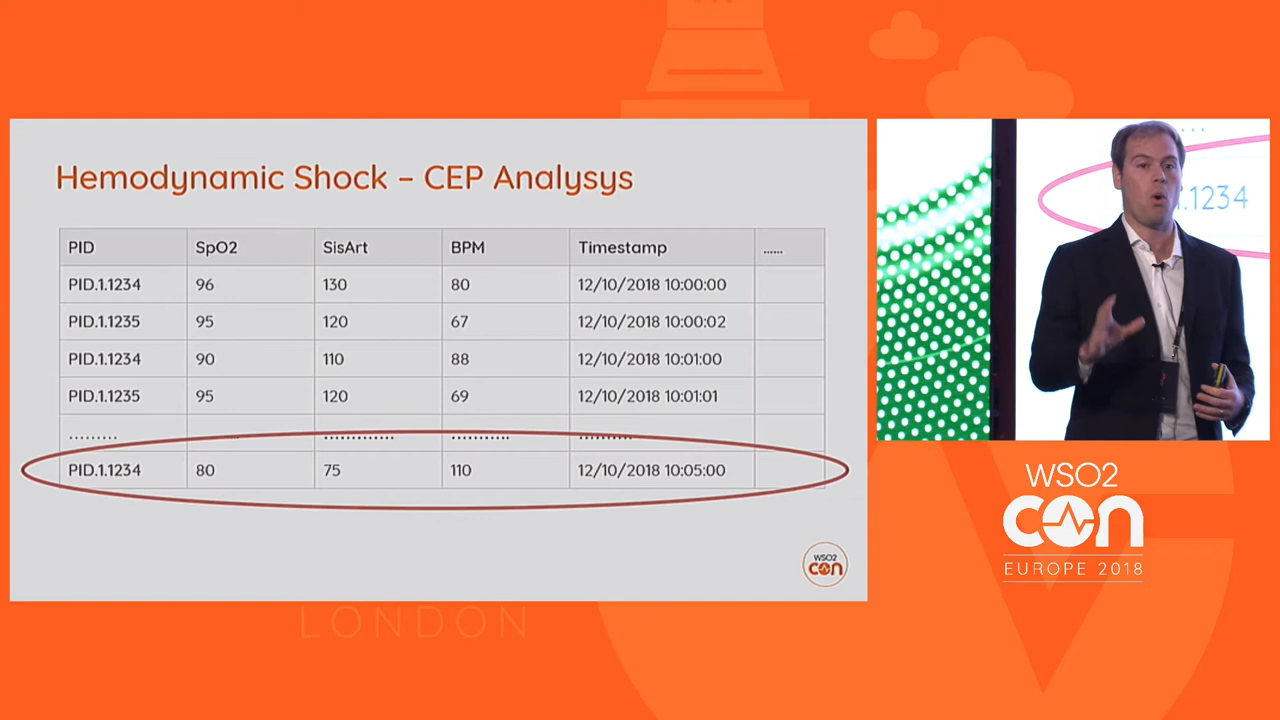 Hemodynamic Shock – CEP Analysys
PID SpO2 SisArt BPM Timestamp ......
PID.1.1234 96 130 80 12/10/2018 10:00:00
PID.1.1235 95 120 67 12/10/2018 10:00:02
PID.1.1234 90 110 88 12/10/2018 10:01:00
PID.1.1235 95 120 69 12/10/2018 10:01:01
......... ............. ........... ..........
PID.1.1234 80 75 110 12/10/2018 10:05:00
WSO2
CON
.1.1234
WSO2
CON
EUROPE 2018
LONDON